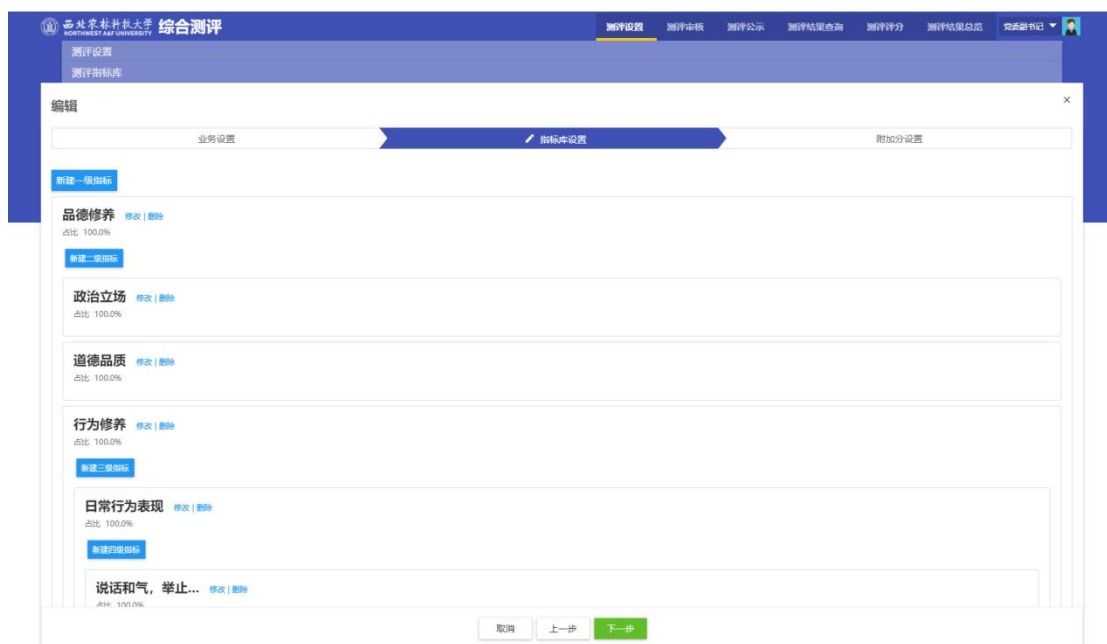 西北农林科技大学 综合测评 测评设置 测评审核 测评公示 测评结果查询 测评评分 测评结果总览 党委副书记
NORTHWEST A&F UNIVERSITY
测评设置
测评指标库
编辑 ×
业务设置 指标库设置 附加分设置
新建一级指标
品德修养 修改 | 删除
占比 100.0%
新建二级指标
政治立场 修改 | 删除
占比 100.0%
道德品质 修改 | 删除
占比 100.0%
行为修养 修改 | 删除
占比 100.0%
新建三级指标
日常行为表现 修改 | 删除
占比 100.0%
新建四级指标
说话和气，举止... 修改 | 删除
占比 100.0%
取消 上一步 下一步